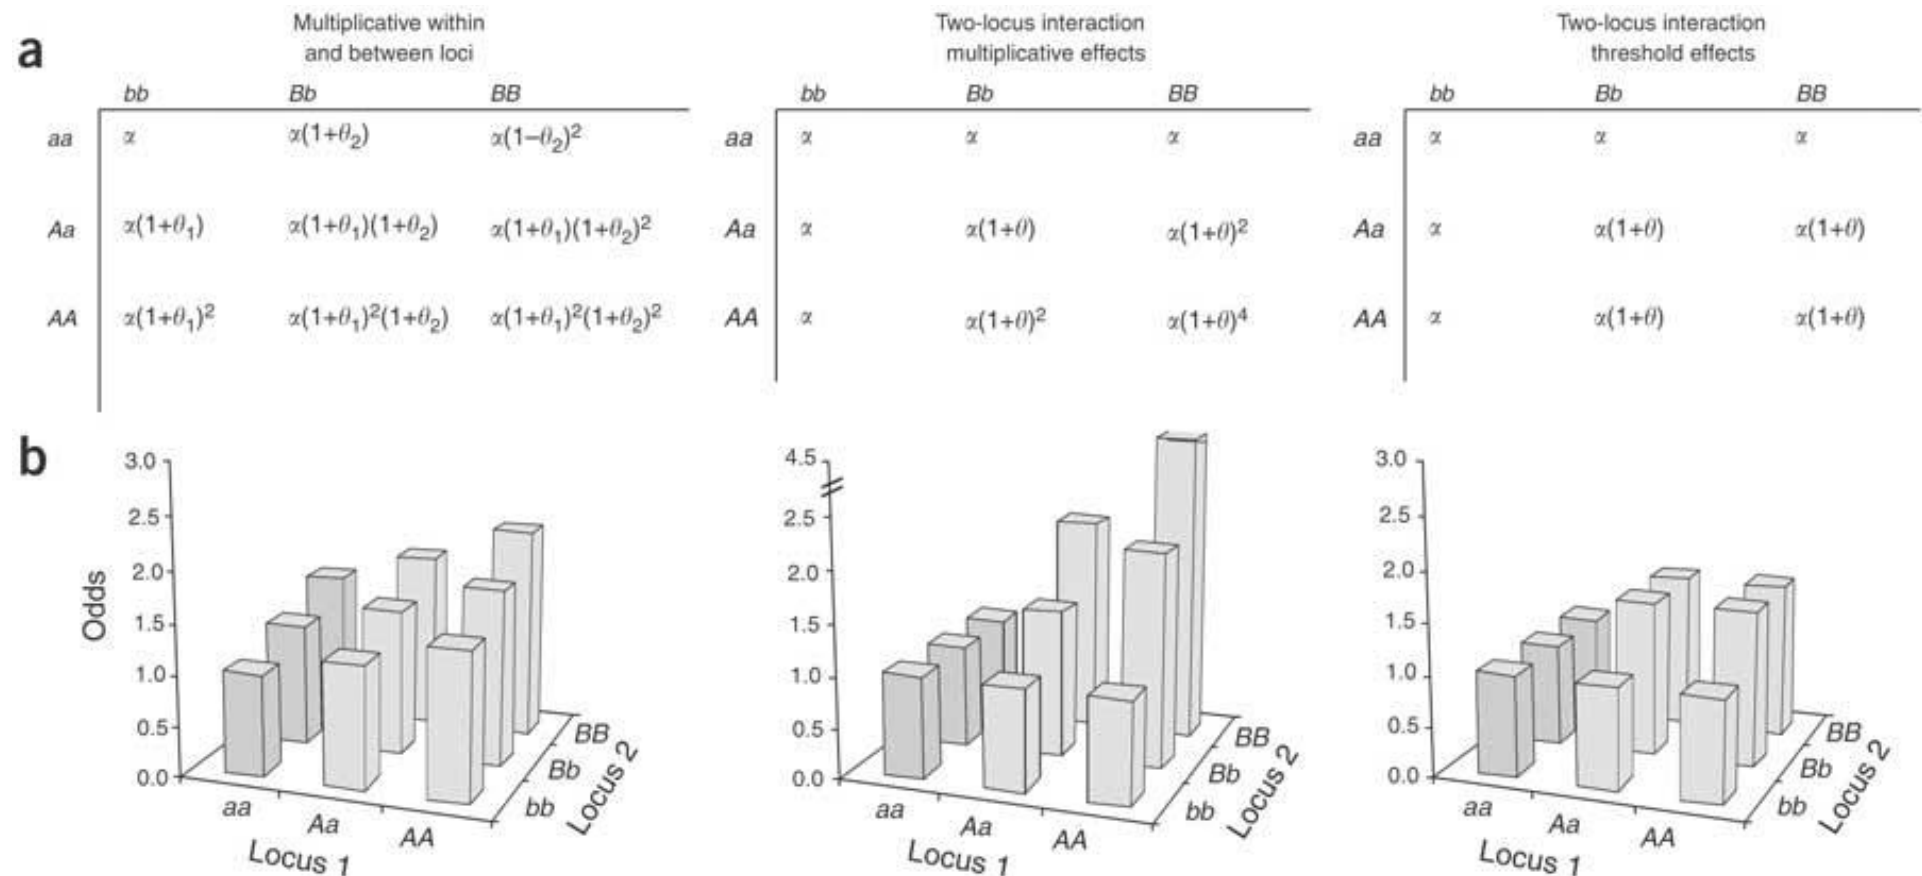 a
Multiplicative within
and between loci
bb Bb BB
aa α α(1+θ₂) α(1−θ₂)²
Aa α(1+θ₁) α(1+θ₁)(1+θ₂) α(1+θ₁)(1+θ₂)²
AA α(1+θ₁)² α(1+θ₁)²(1+θ₂) α(1+θ₁)²(1+θ₂)²
Two-locus interaction
multiplicative effects
bb Bb BB
aa α α α
Aa α α(1+θ) α(1+θ)²
AA α α(1+θ)² α(1+θ)⁴
Two-locus interaction
threshold effects
bb Bb BB
aa α α α
Aa α α(1+θ) α(1+θ)
AA α α(1+θ) α(1+θ)
b
Odds
3.0
2.5
2.0
1.5
1.0
0.5
0.0
aa
Aa
AA
Locus 1
bb
Bb
BB
Locus 2
4.5
2.5
2.0
1.5
1.0
0.5
0.0
aa
Aa
AA
Locus 1
bb
Bb
BB
Locus 2
3.0
2.5
2.0
1.5
1.0
0.5
0.0
aa
Aa
AA
Locus 1
bb
Bb
BB
Locus 2